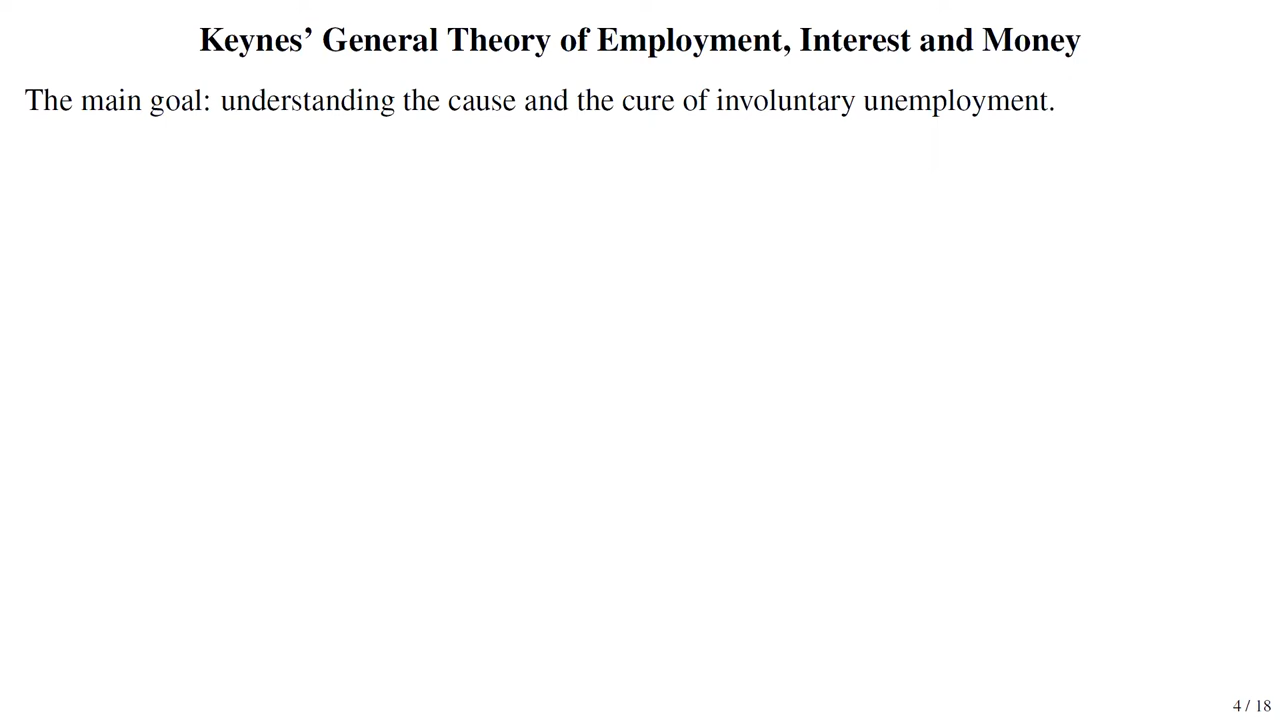 Keynes’ General Theory of Employment, Interest and Money
The main goal: understanding the cause and the cure of involuntary unemployment.
4 / 18